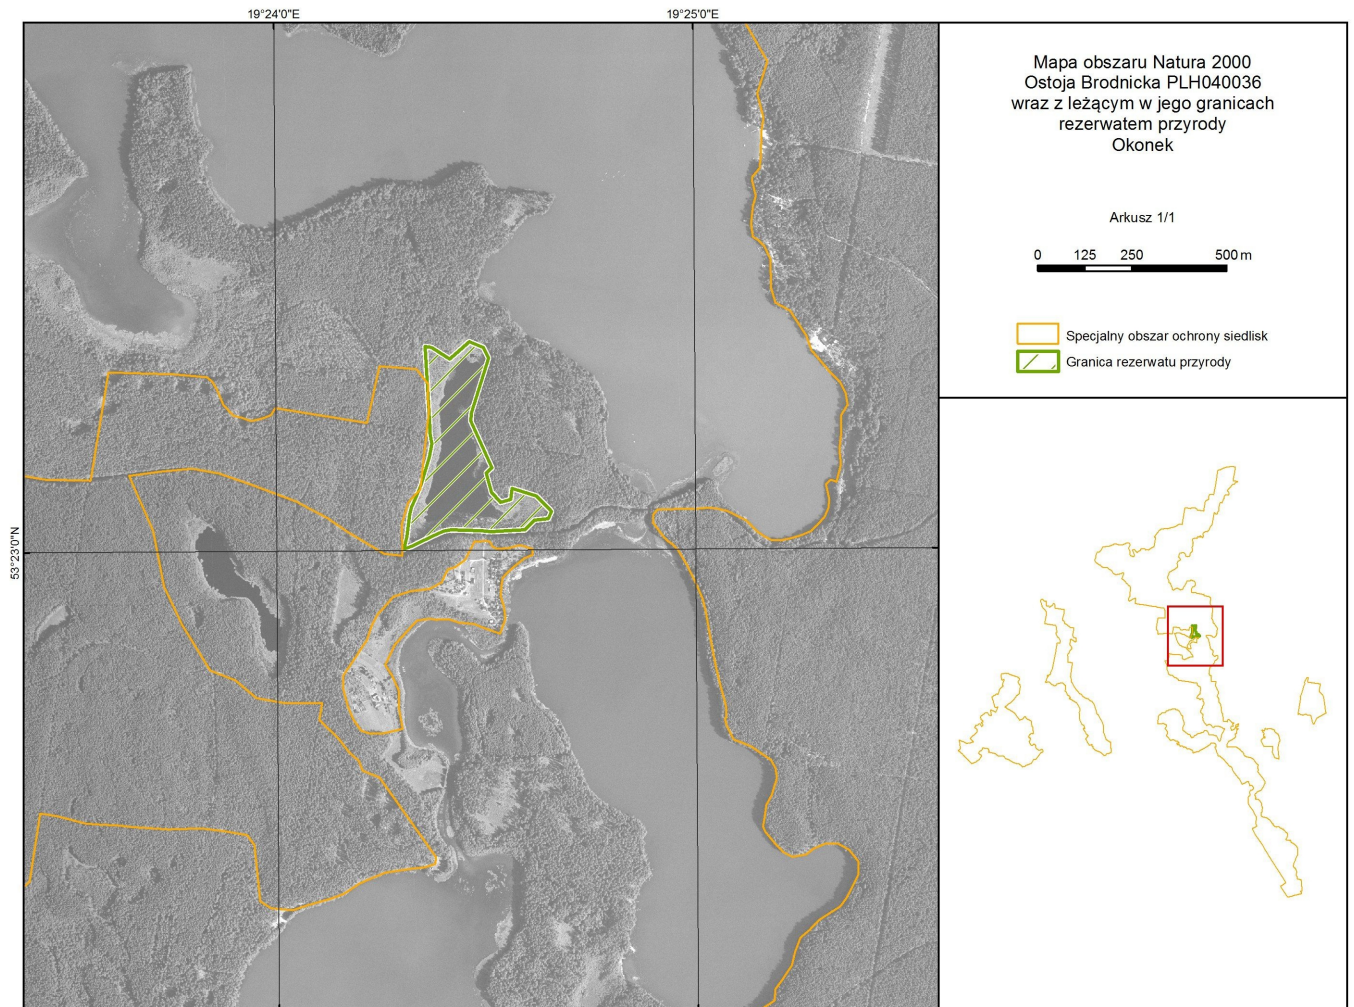 19°24'0"E
19°25'0"E
53°23'0"N
Mapa obszaru Natura 2000
Ostoja Brodnicka PLH040036
wraz z leżącym w jego granicach
rezerwatem przyrody
Okonek
Arkusz 1/1
0 125 250 500 m
Specjalny obszar ochrony siedlisk
Granica rezerwatu przyrody